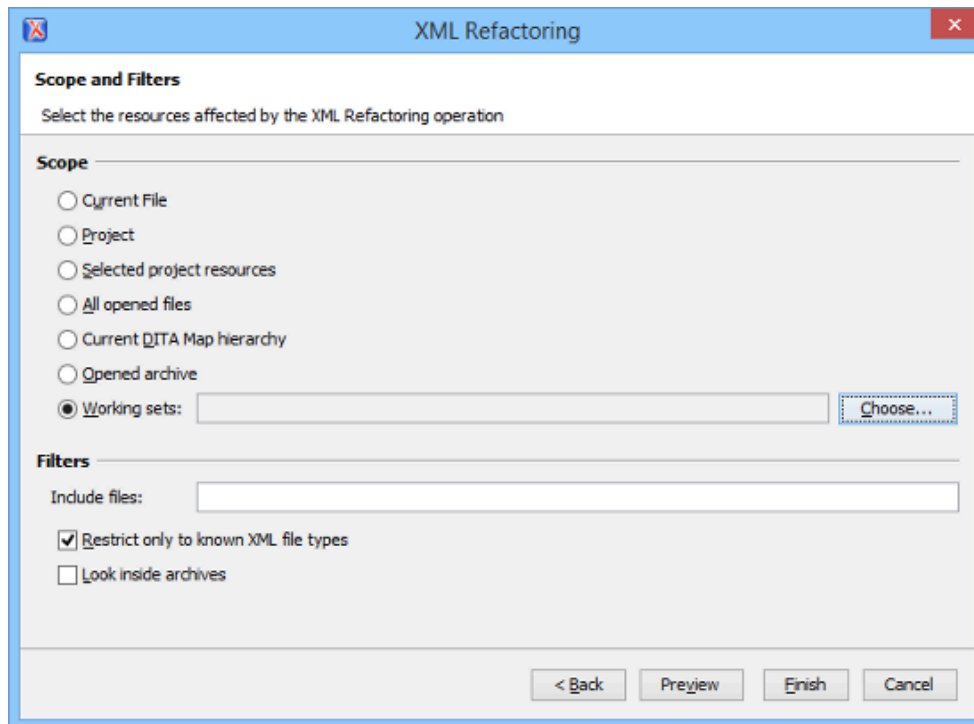 XML Refactoring
Scope and Filters
Select the resources affected by the XML Refactoring operation
Scope
Current File
Project
Selected project resources
All opened files
Current DITA Map hierarchy
Opened archive
Working sets: Choose...
Filters
Include files:
Restrict only to known XML file types
Look inside archives
< Back Preview Finish Cancel